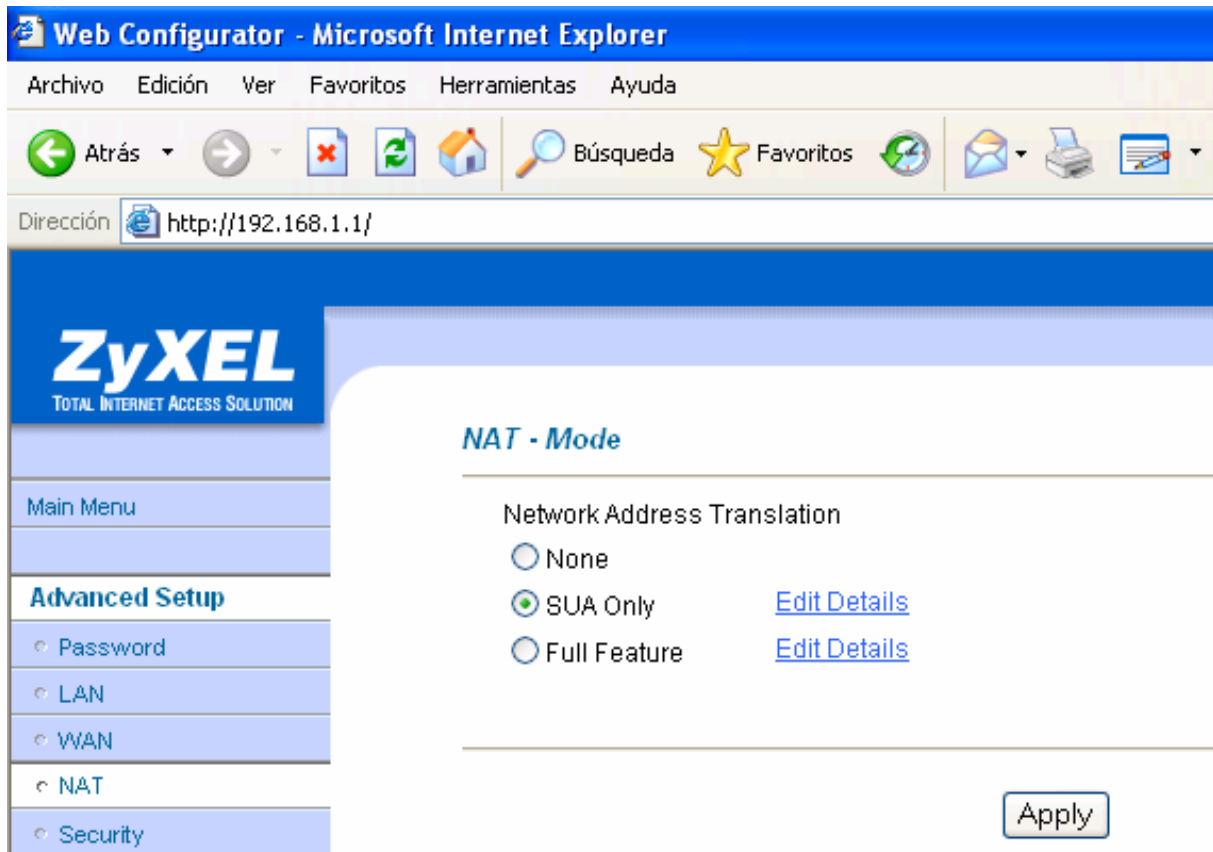 Web Configurator - Microsoft Internet Explorer
Archivo Edición Ver Favoritos Herramientas Ayuda
Atrás Búsqueda Favoritos
Dirección http://192.168.1.1/
ZyXEL
TOTAL INTERNET ACCESS SOLUTION
NAT - Mode
Main Menu
Network Address Translation
None
Advanced Setup
SUA Only Edit Details
Password
Full Feature Edit Details
LAN
WAN
NAT
Apply
Security